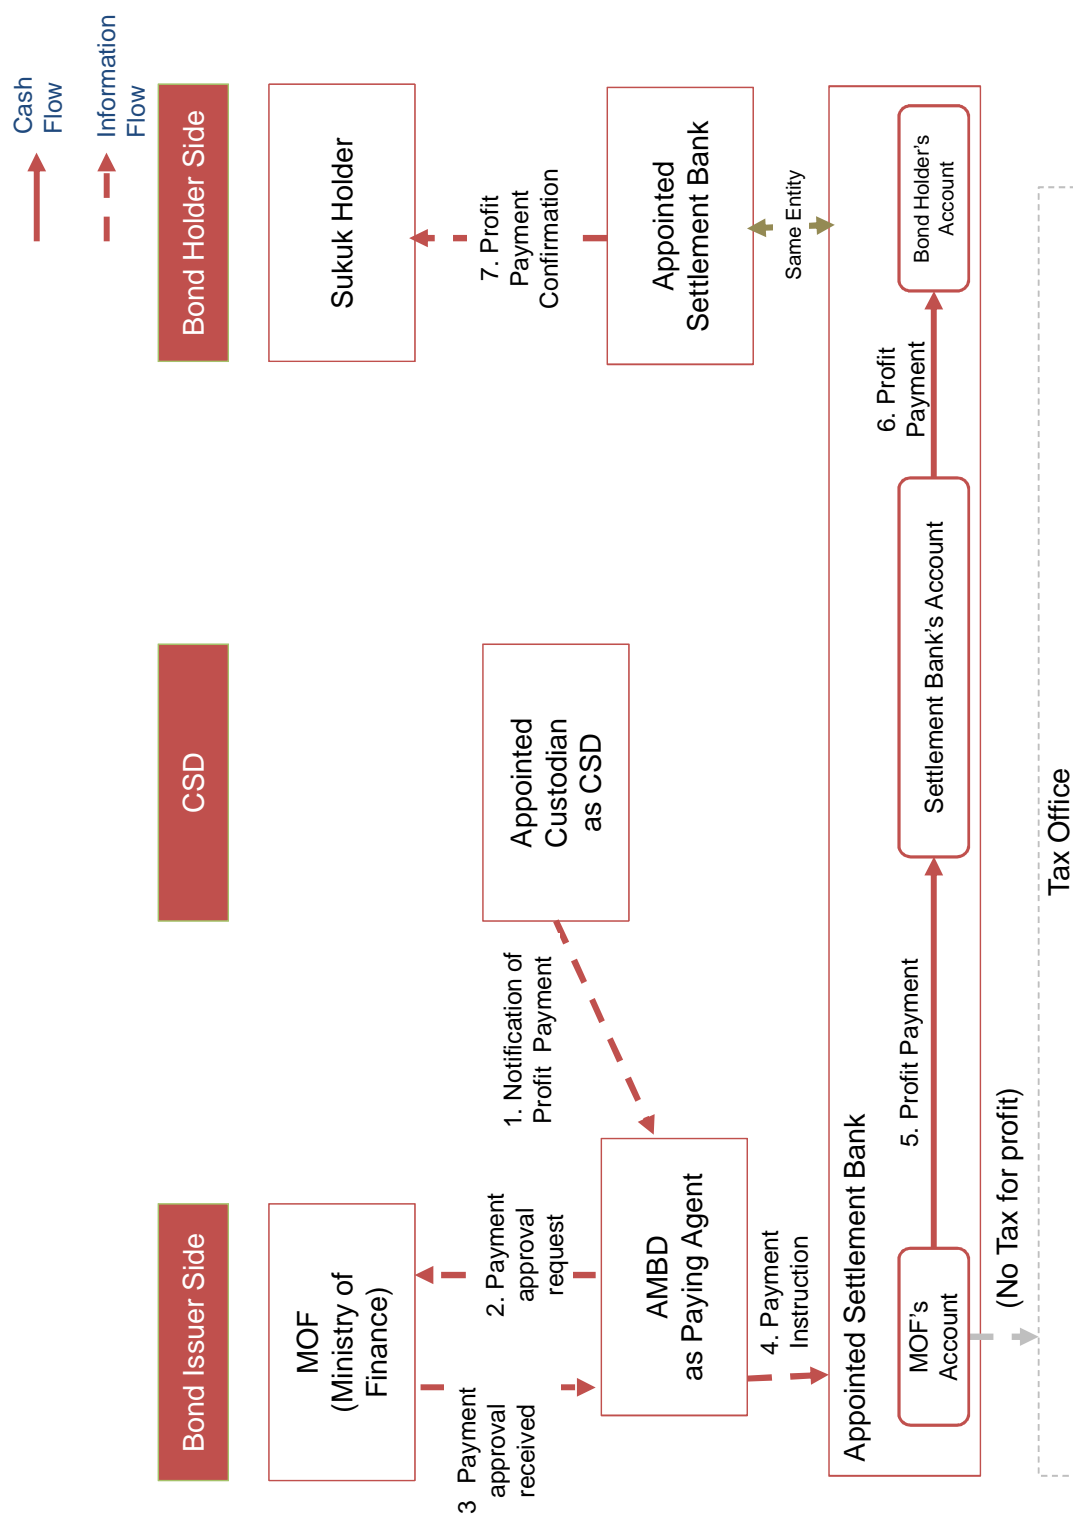 Cash
Flow
Information
Flow
Bond Issuer Side
CSD
Bond Holder Side
MOF
(Ministry of
Finance)
Sukuk Holder
3  Payment
approval
received
2. Payment
approval
request
1. Notification of
Profit  Payment
Appointed
Custodian
as CSD
7. Profit
Payment
Confirmation
AMBD
as Paying Agent
Appointed
Settlement Bank
4. Payment
Instruction
Same Entity
Appointed Settlement Bank
MOF's
Account
5. Profit Payment
Settlement Bank's Account
6. Profit
Payment
Bond Holder's
Account
(No Tax for profit)
Tax Office